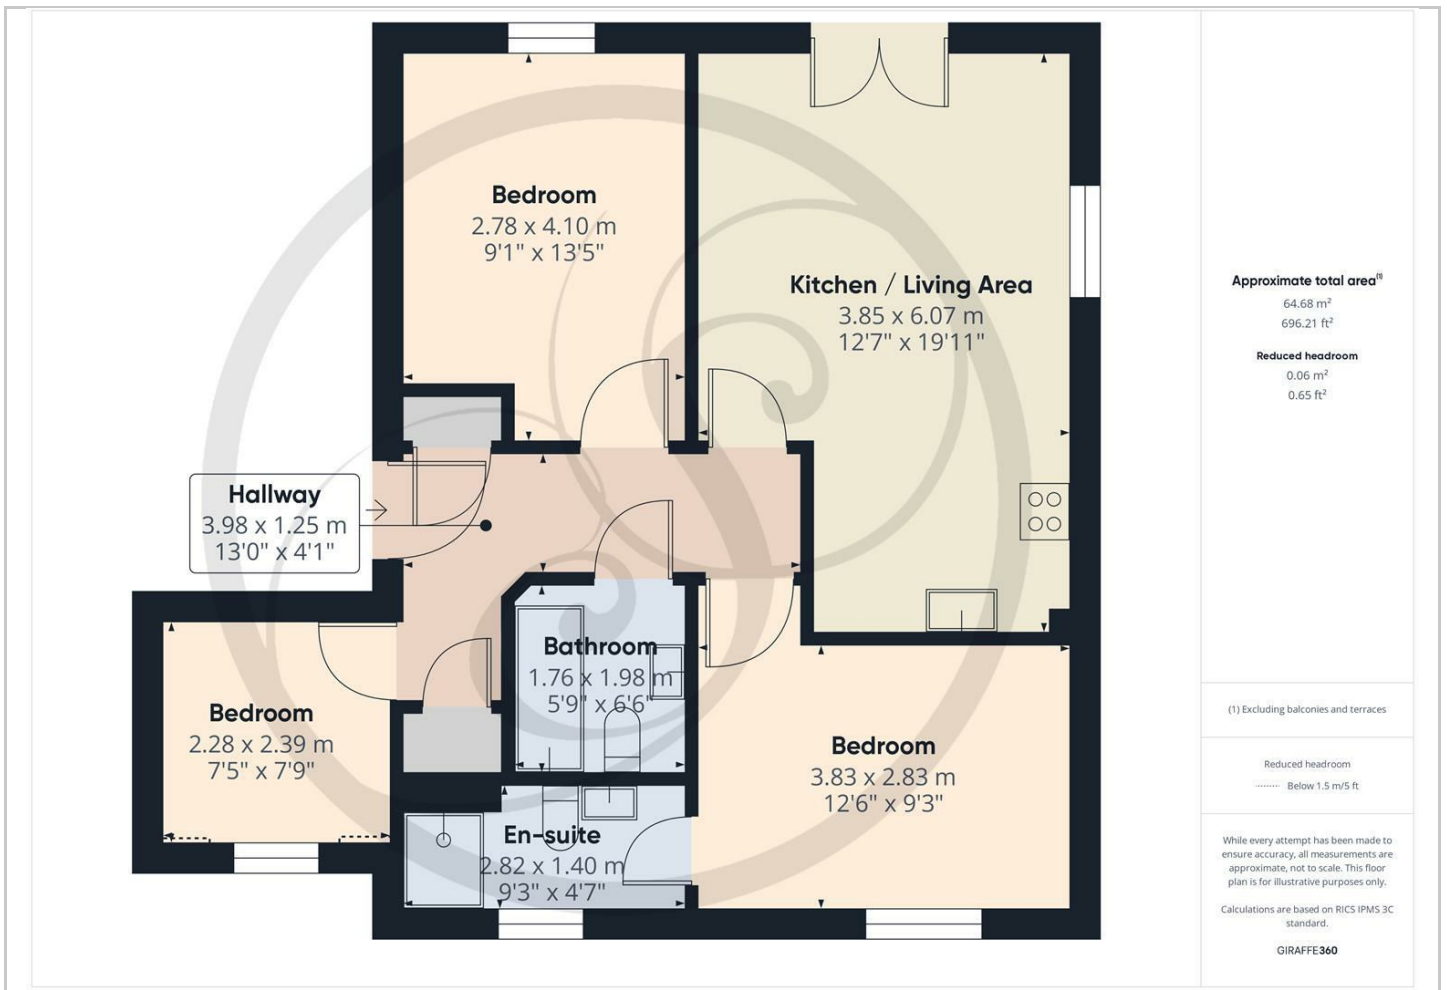 Bedroom
2.78 x 4.10 m
9'1" x 13'5"
Kitchen / Living Area
3.85 x 6.07 m
12'7" x 19'11"
Hallway
3.98 x 1.25 m
13'0" x 4'1"
Bathroom
1.76 x 1.98 m
5'9" x 6'6"
Bedroom
2.28 x 2.39 m
7'5" x 7'9"
Bedroom
3.83 x 2.83 m
12'6" x 9'3"
En-suite
2.82 x 1.40 m
9'3" x 4'7"
Approximate total area(1)
64.68 m²
696.21 ft²
Reduced headroom
0.06 m²
0.65 ft²
(1) Excluding balconies and terraces
Reduced headroom
Below 1.5 m/5 ft
While every attempt has been made to
ensure accuracy, all measurements are
approximate, not to scale. This floor
plan is for illustrative purposes only.
Calculations are based on RICS IPMS 3C
standard.
GIRAFFE360